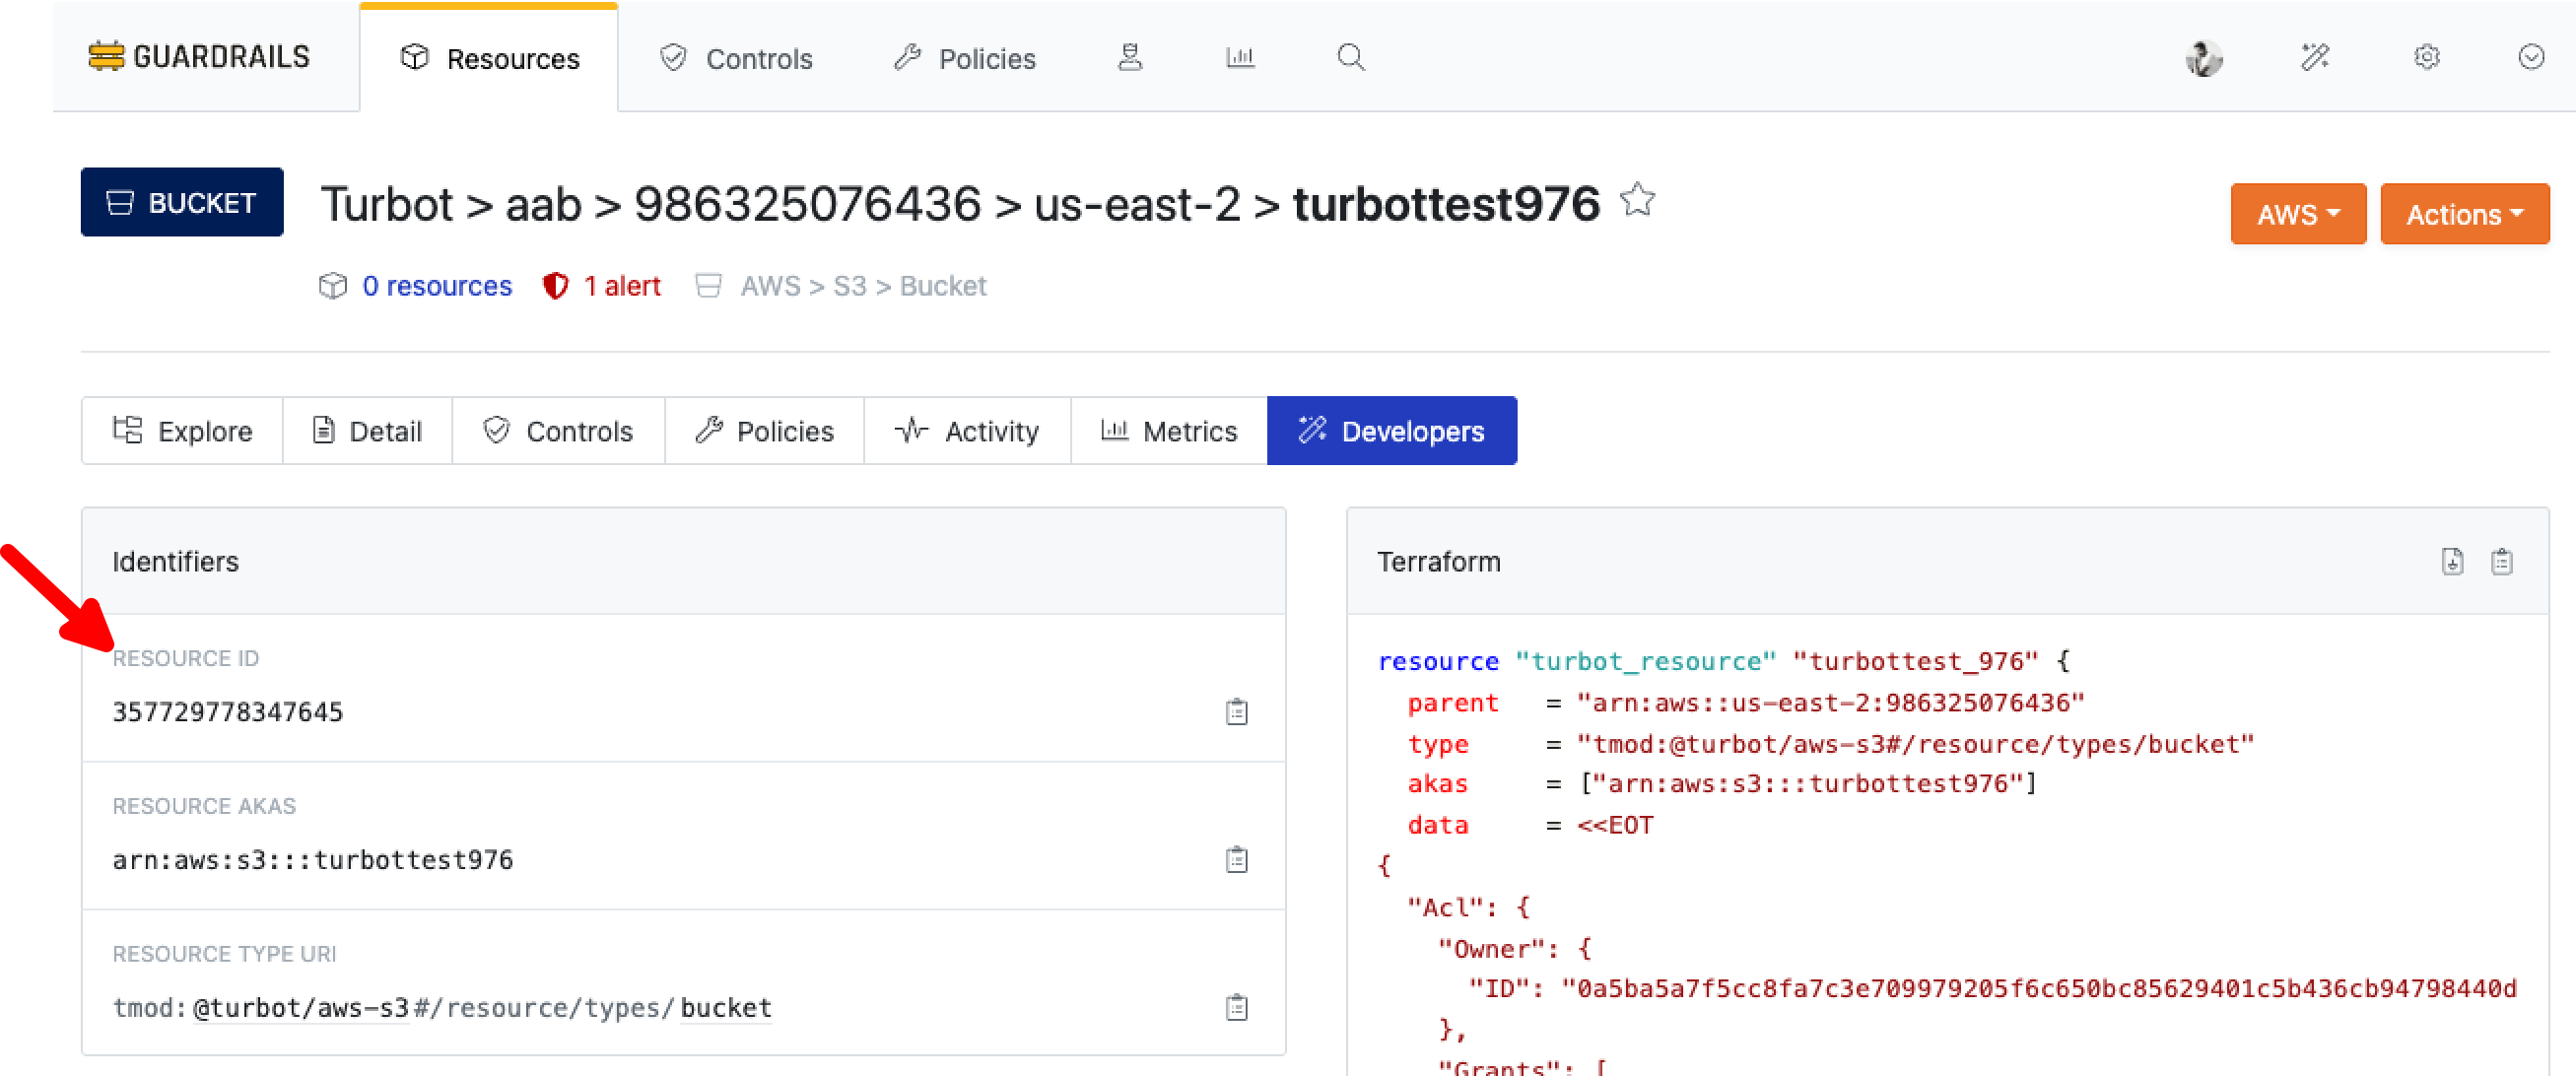 GUARDRAILS
Resources
Controls
Policies
BUCKET
Turbot > aab > 986325076436 > us-east-2 > turbottest976
AWS
Actions
0 resources
1 alert
AWS > S3 > Bucket
Explore
Detail
Controls
Policies
Activity
Metrics
Developers
Identifiers
RESOURCE ID
357729778347645
RESOURCE AKAS
arn:aws:s3:::turbottest976
RESOURCE TYPE URI
tmod:@turbot/aws-s3#/resource/types/bucket
Terraform
resource "turbot_resource" "turbottest_976" {
  parent   = "arn:aws::us-east-2:986325076436"
  type     = "tmod:@turbot/aws-s3#/resource/types/bucket"
  akas     = ["arn:aws:s3:::turbottest976"]
  data     = <<EOT
{
  "Acl": {
    "Owner": {
      "ID": "0a5ba5a7f5cc8fa7c3e709979205f6c650bc85629401c5b436cb94798440d
    },
    "Grants": [